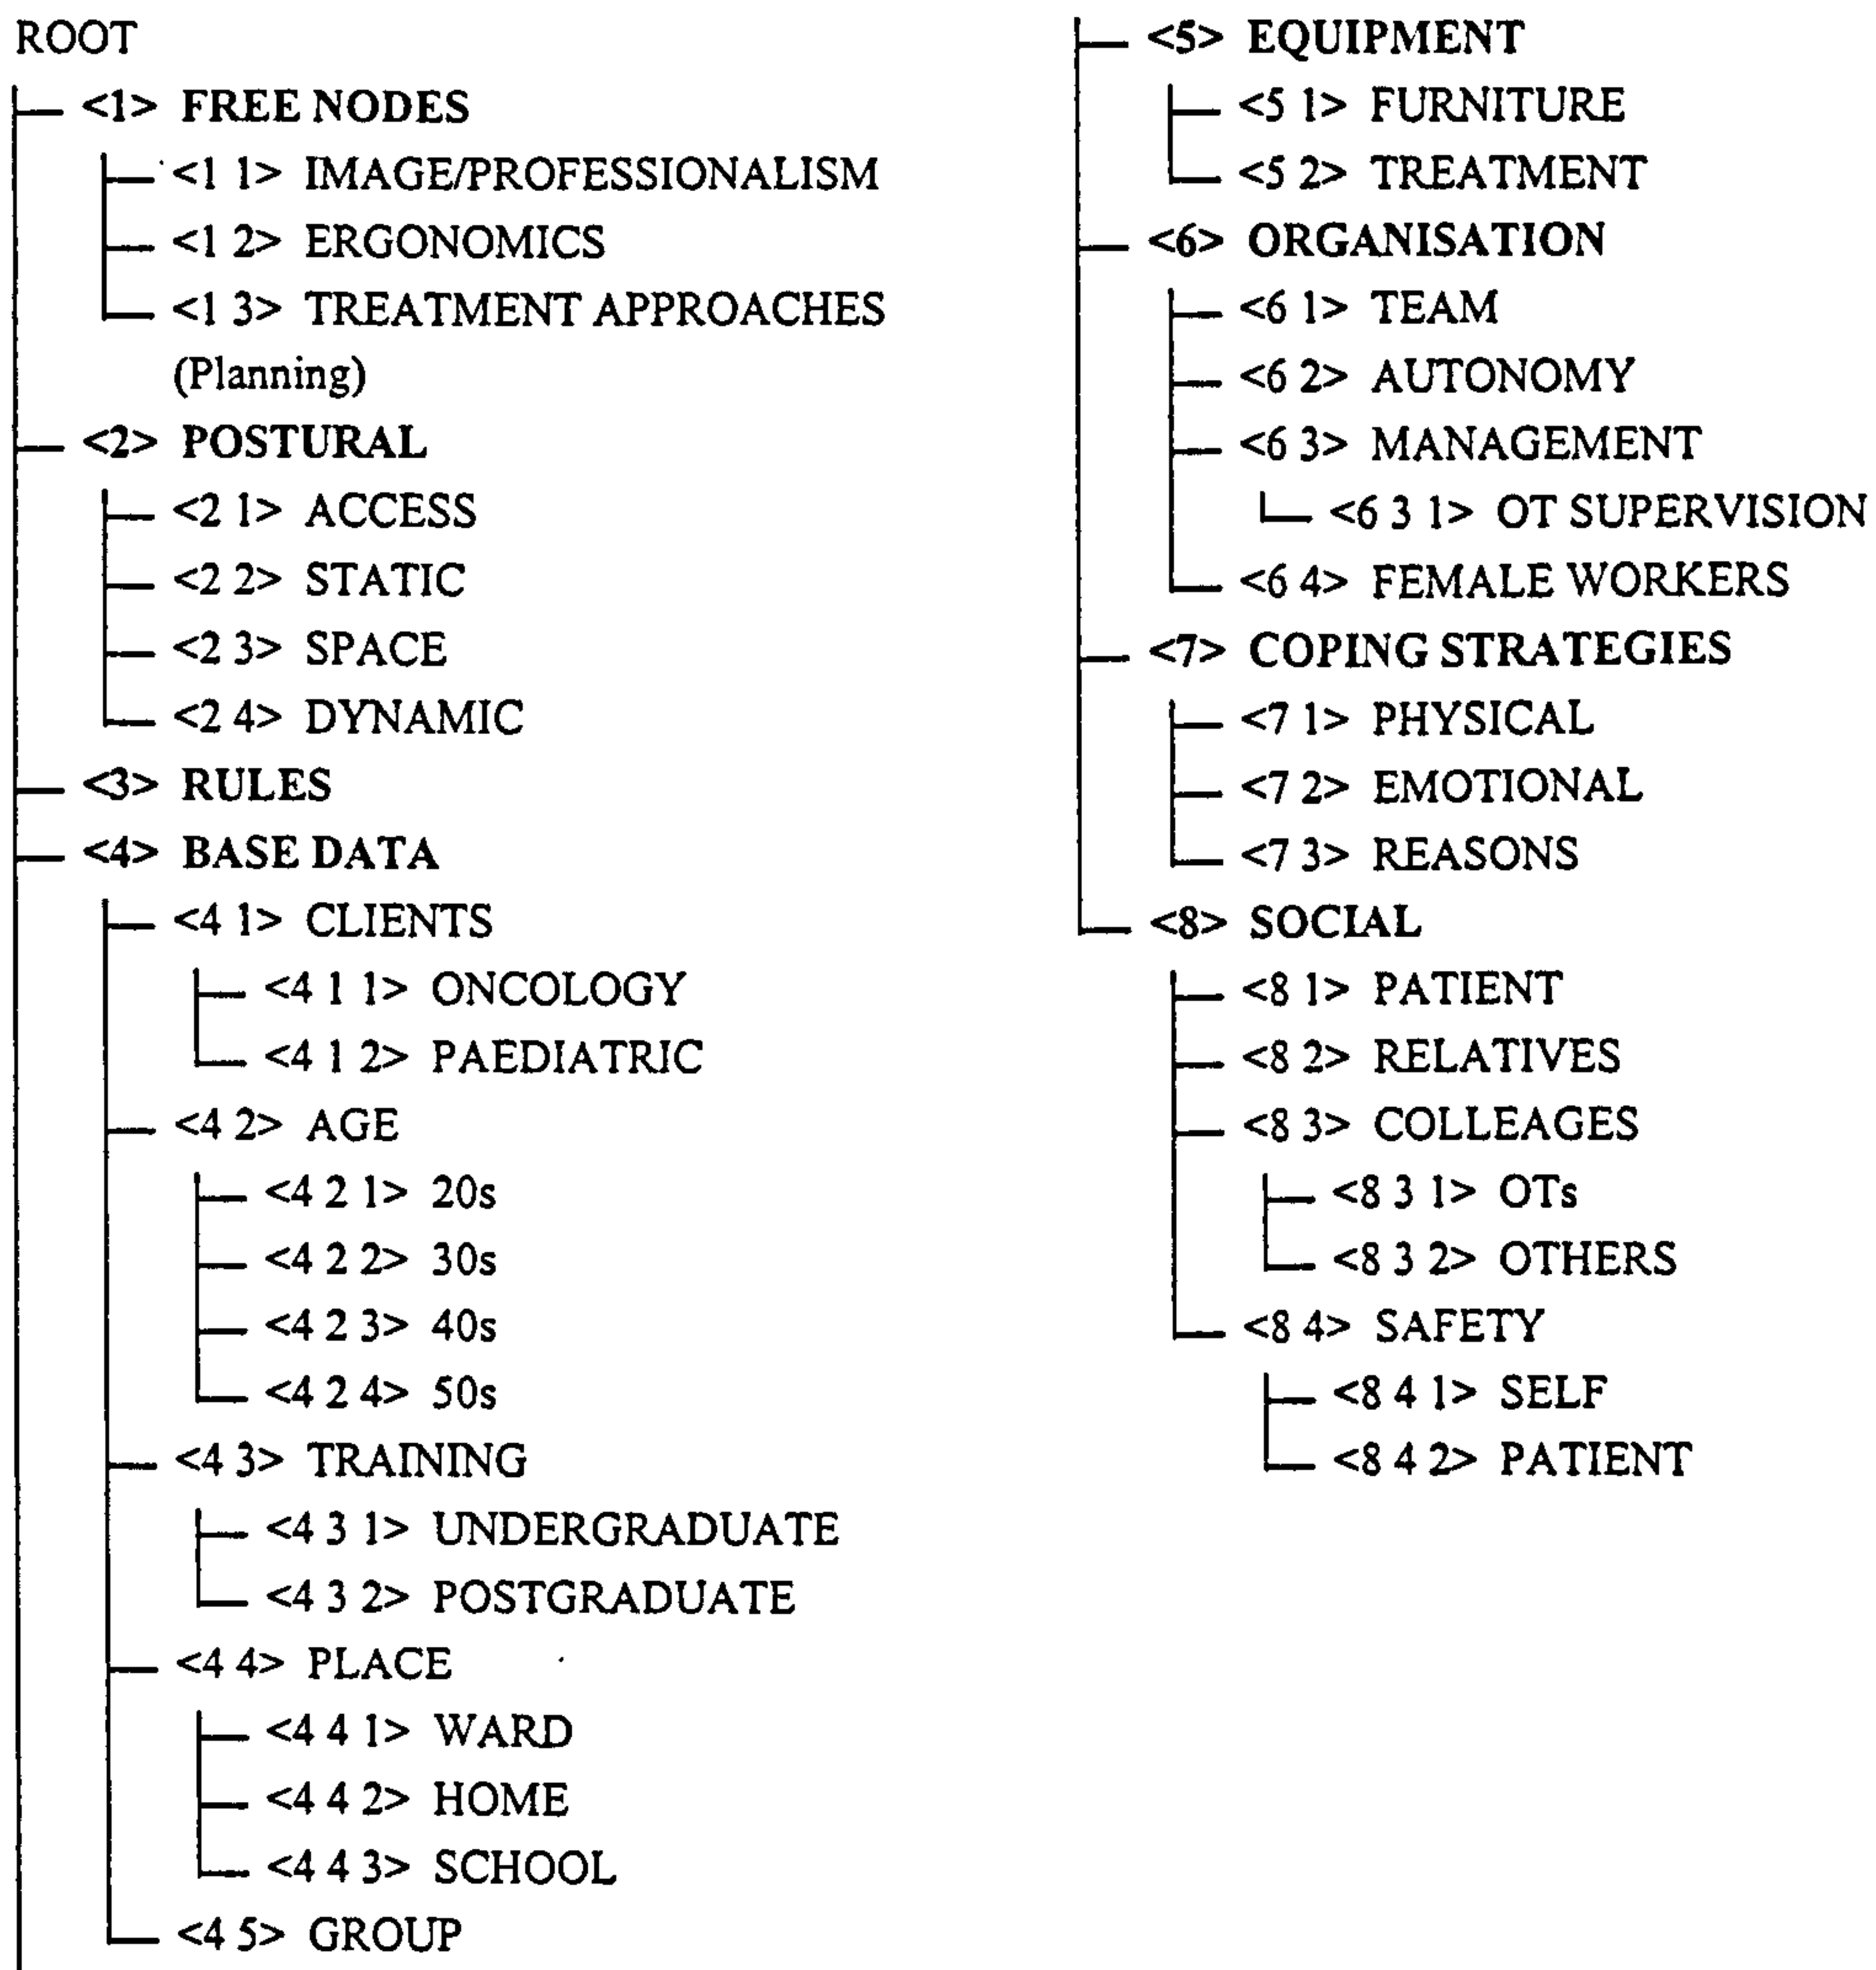 ROOT
<1> FREE NODES
<1 1> IMAGE/PROFESSIONALISM
<1 2> ERGONOMICS
<1 3> TREATMENT APPROACHES
(Planning)
<2> POSTURAL
<2 1> ACCESS
<2 2> STATIC
<2 3> SPACE
<2 4> DYNAMIC
<3> RULES
<4> BASE DATA
<4 1> CLIENTS
<4 1 1> ONCOLOGY
<4 1 2> PAEDIATRIC
<4 2> AGE
<4 2 1> 20s
<4 2 2> 30s
<4 2 3> 40s
<4 2 4> 50s
<4 3> TRAINING
<4 3 1> UNDERGRADUATE
<4 3 2> POSTGRADUATE
<4 4> PLACE
<4 4 1> WARD
<4 4 2> HOME
<4 4 3> SCHOOL
<4 5> GROUP
<5> EQUIPMENT
<5 1> FURNITURE
<5 2> TREATMENT
<6> ORGANISATION
<6 1> TEAM
<6 2> AUTONOMY
<6 3> MANAGEMENT
<6 3 1> OT SUPERVISION
<6 4> FEMALE WORKERS
<7> COPING STRATEGIES
<7 1> PHYSICAL
<7 2> EMOTIONAL
<7 3> REASONS
<8> SOCIAL
<8 1> PATIENT
<8 2> RELATIVES
<8 3> COLLEAGES
<8 3 1> OTs
<8 3 2> OTHERS
<8 4> SAFETY
<8 4 1> SELF
<8 4 2> PATIENT